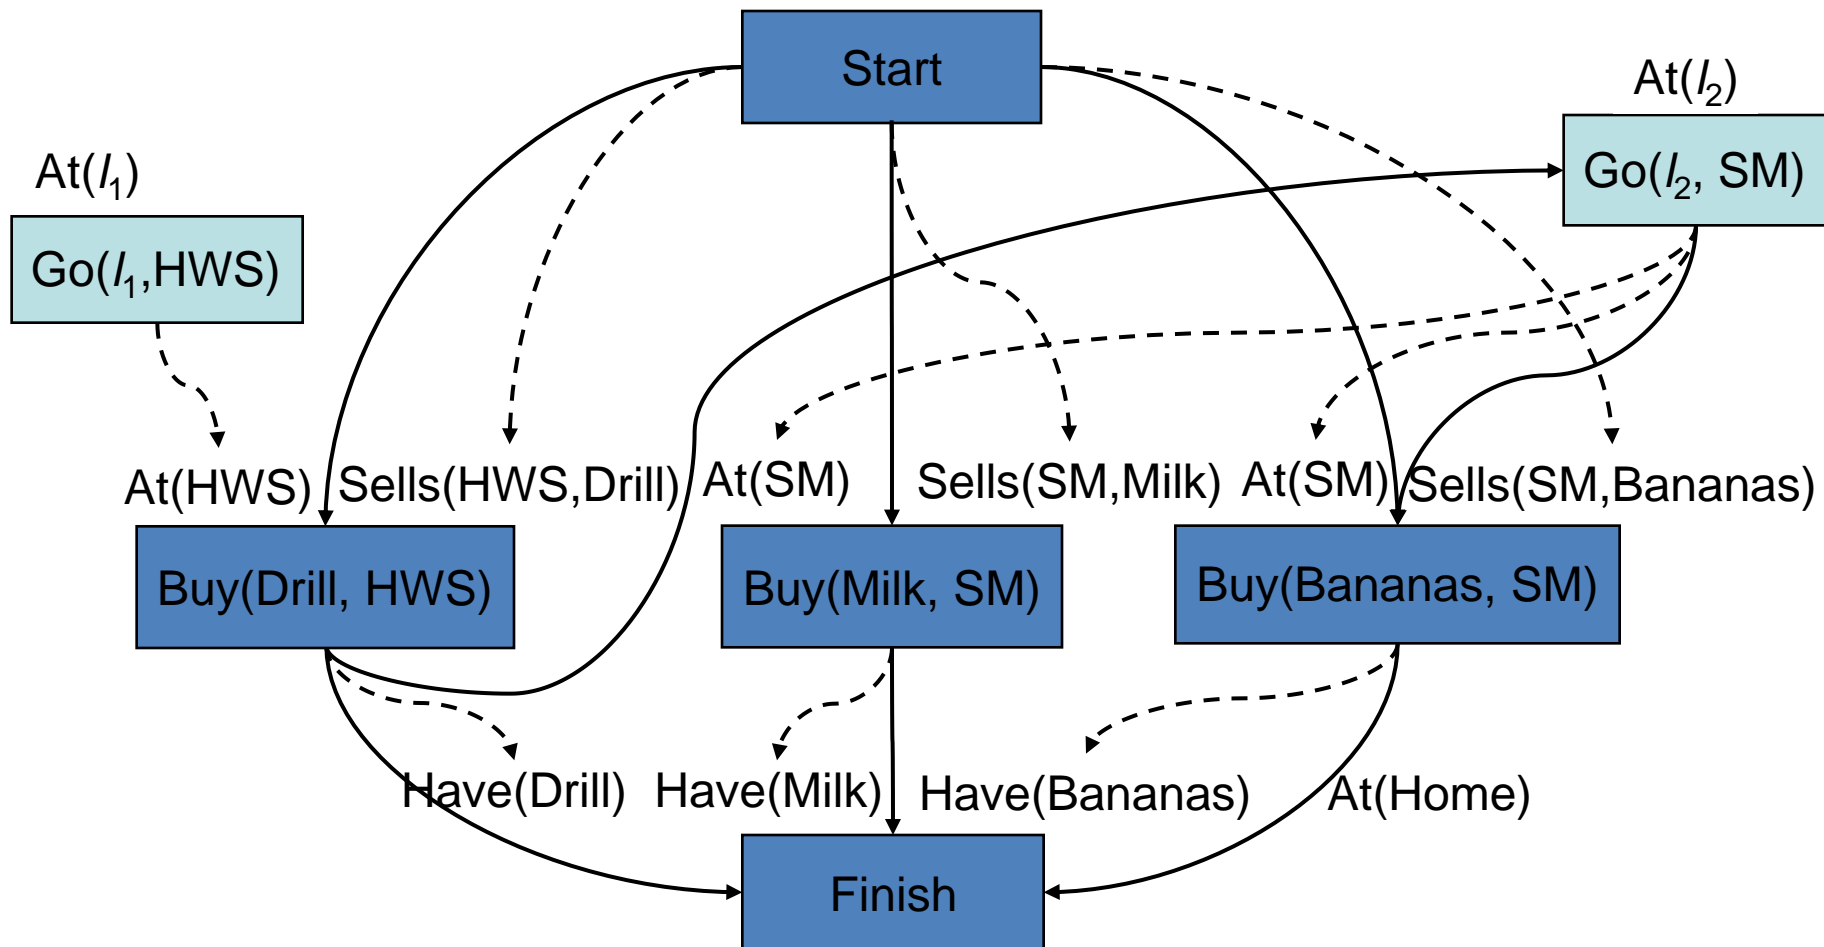 Start
At(l2)
Go(l2, SM)
At(l1)
Go(l1,HWS)
At(HWS) Sells(HWS,Drill) At(SM) Sells(SM,Milk) At(SM) Sells(SM,Bananas)
Buy(Drill, HWS) Buy(Milk, SM) Buy(Bananas, SM)
Have(Drill) Have(Milk) Have(Bananas) At(Home)
Finish